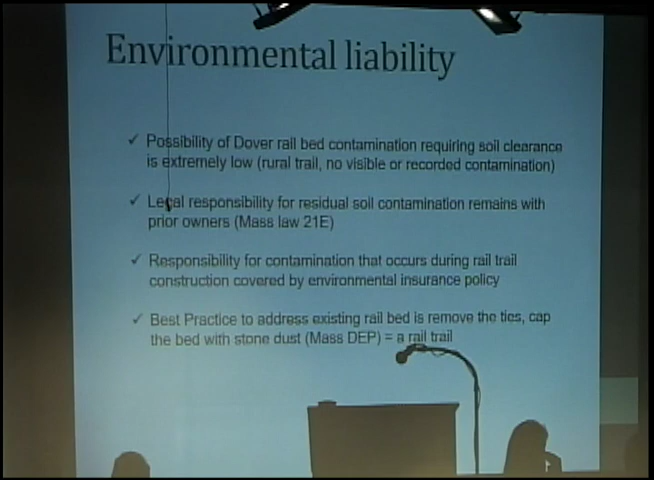 Environmental liability
✓ Possibility of Dover rail bed contamination requiring soil clearance
is extremely low (rural trail, no visible or recorded contamination)
✓ Legal responsibility for residual soil contamination remains with
prior owners (Mass law 21E)
✓ Responsibility for contamination that occurs during rail trail
construction covered by environmental insurance policy
✓ Best Practice to address existing rail bed is remove the ties, cap
the bed with stone dust (Mass DEP) = a rail trail